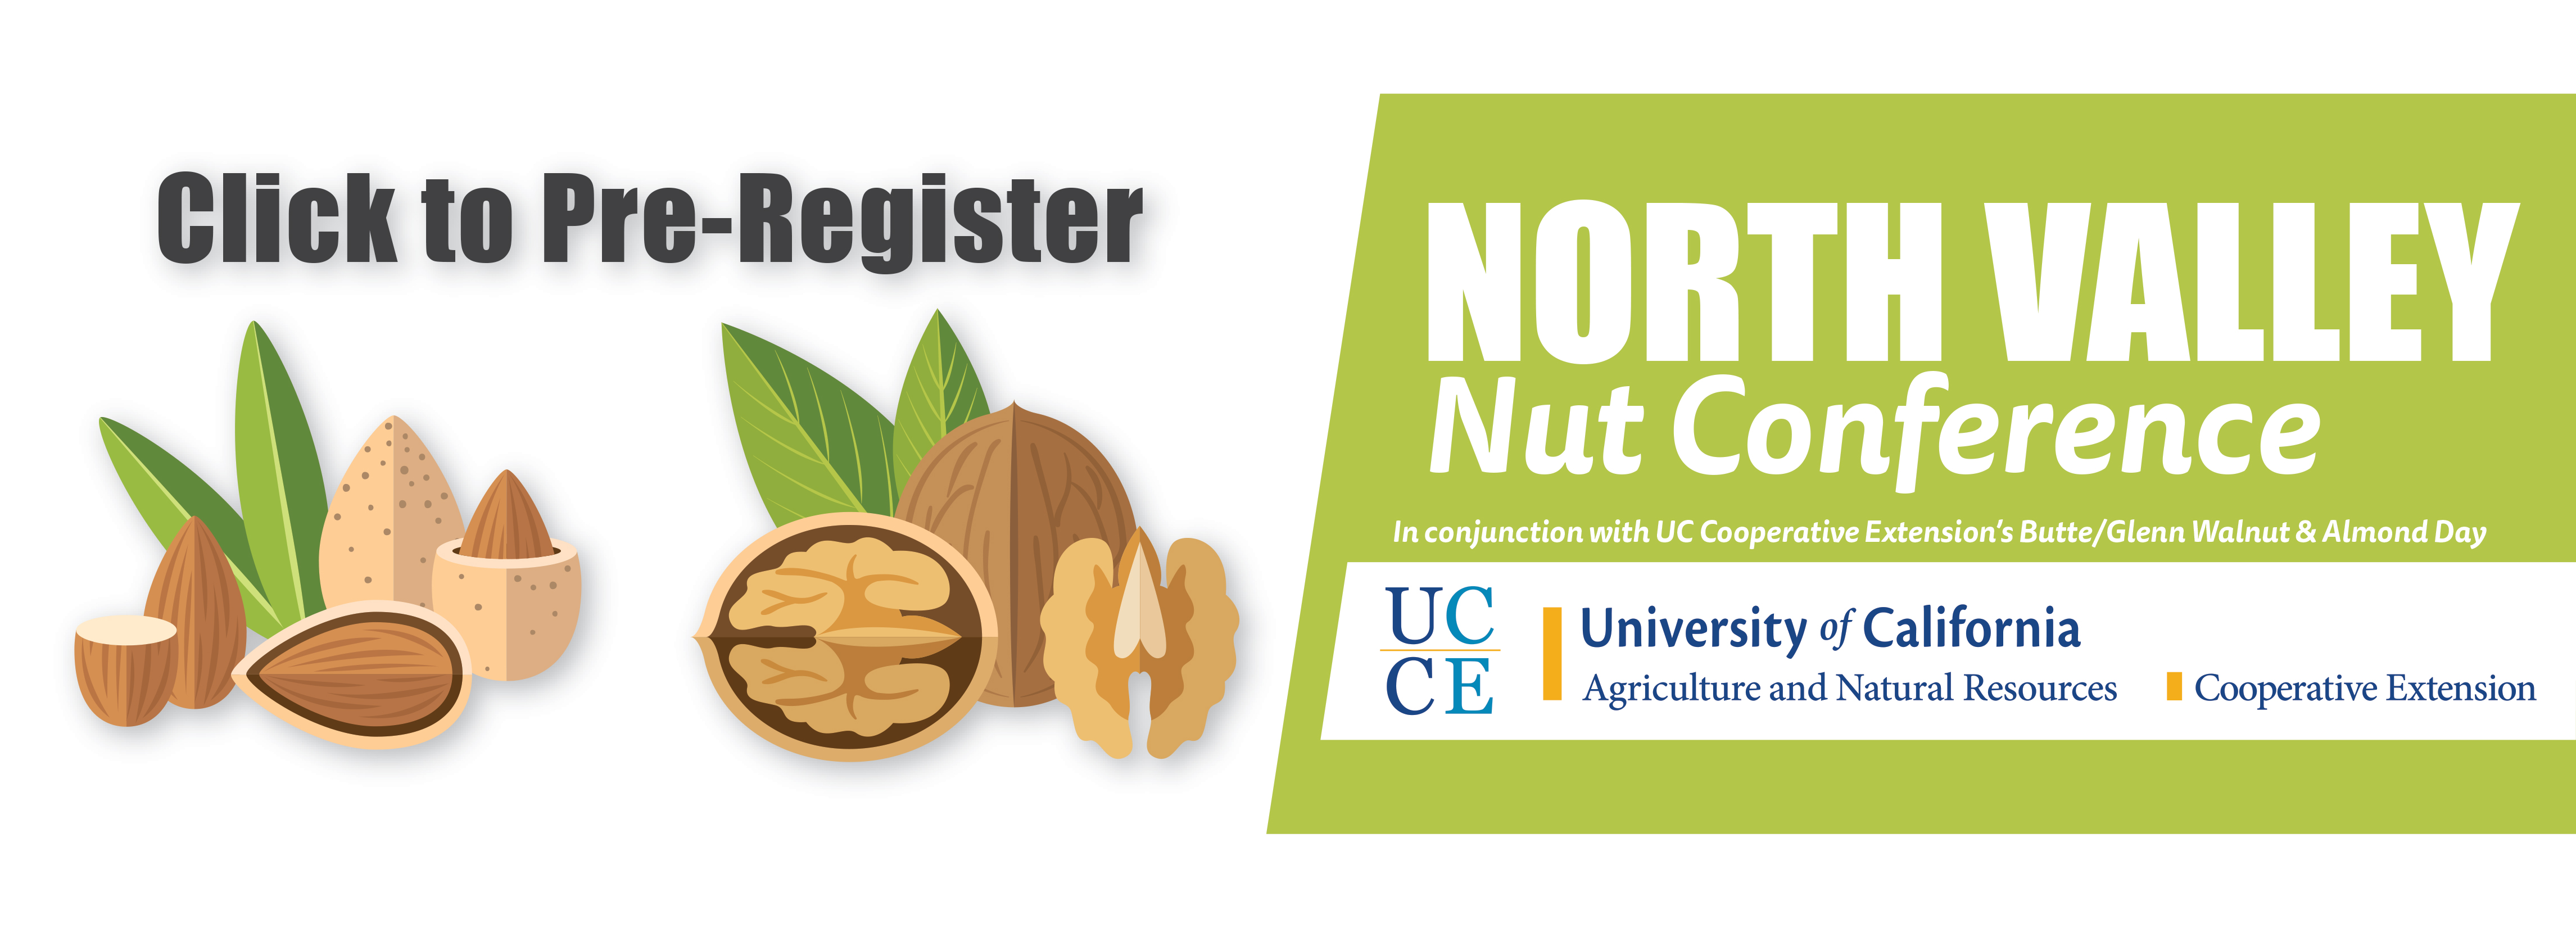 Click to Pre-Register
NORTH VALLEY
Nut Conference
In conjunction with UC Cooperative Extension's Butte/Glenn Walnut & Almond Day
UC
CE
University of California
Agriculture and Natural Resources
Cooperative Extension